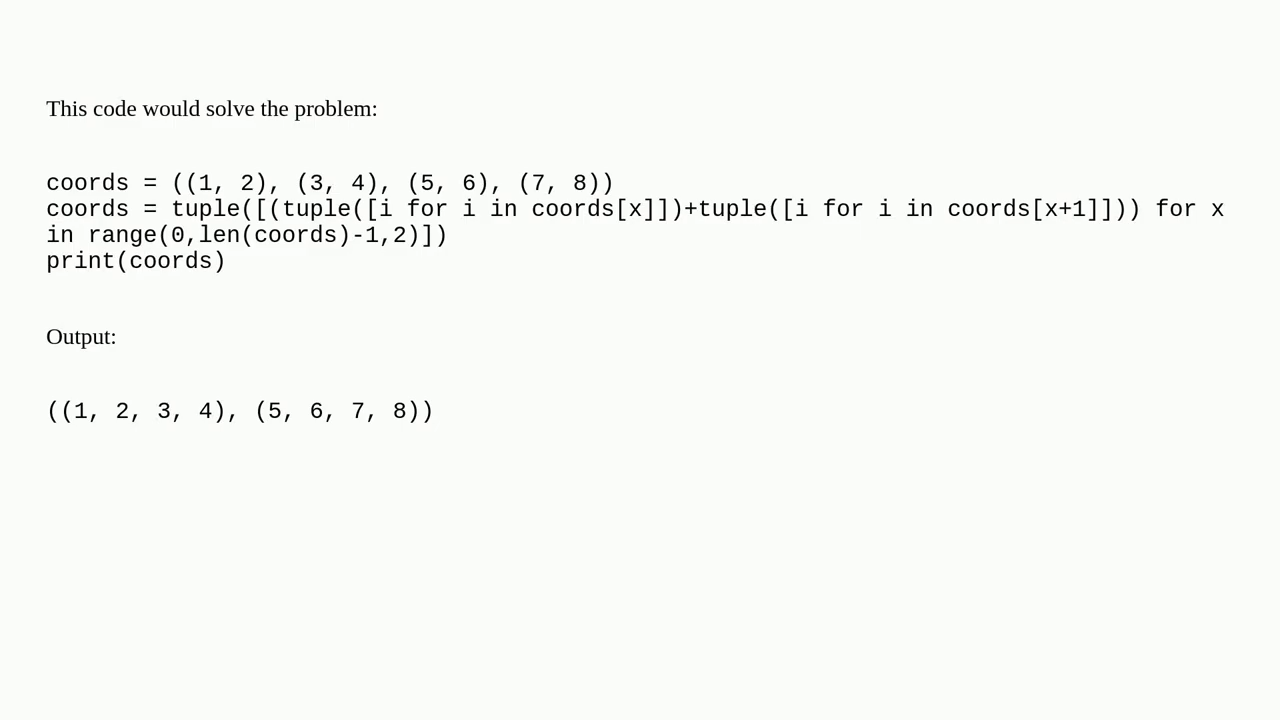 This code would solve the problem:
coords = ((1, 2), (3, 4), (5, 6), (7, 8))
coords = tuple([(tuple([i for i in coords[x]])+tuple([i for i in coords[x+1]])) for x
in range(0,len(coords)-1,2)])
print(coords)
Output:
((1, 2, 3, 4), (5, 6, 7, 8))